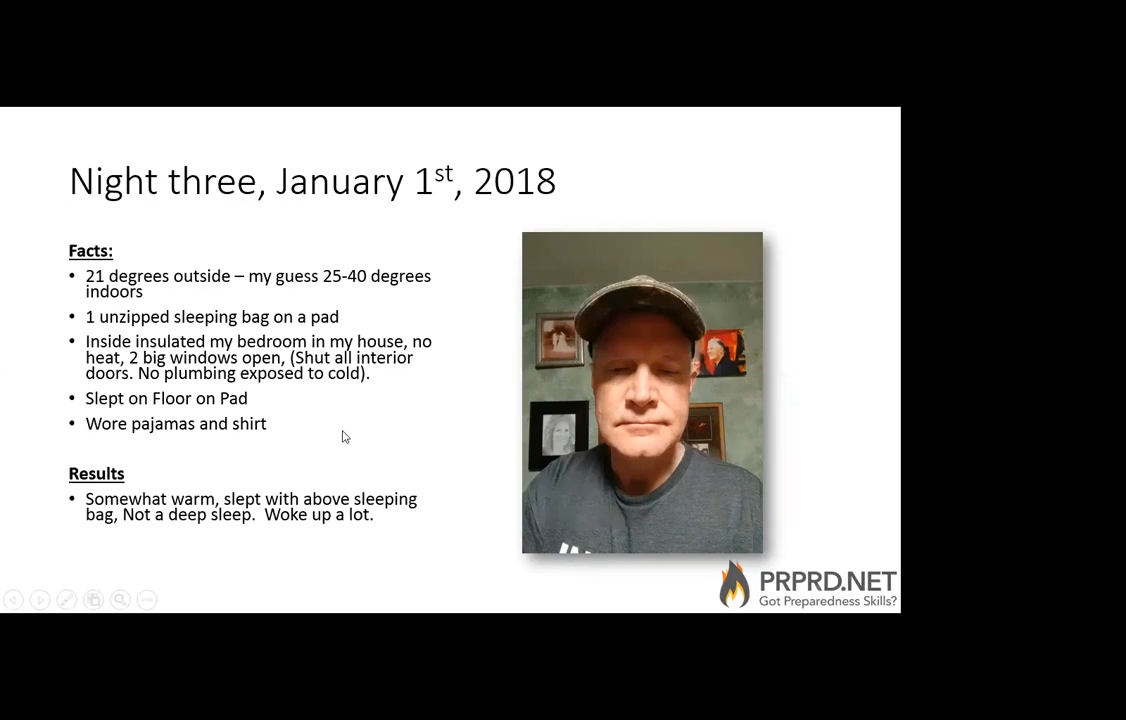 Night three, January 1st, 2018
Facts:
• 21 degrees outside – my guess 25-40 degrees
indoors
• 1 unzipped sleeping bag on a pad
• Inside insulated my bedroom in my house, no
heat, 2 big windows open, (Shut all interior
doors. No plumbing exposed to cold).
• Slept on Floor on Pad
• Wore pajamas and shirt
Results
• Somewhat warm, slept with above sleeping
bag, Not a deep sleep.  Woke up a lot.
PRPRD.NET
Got Preparedness Skills?